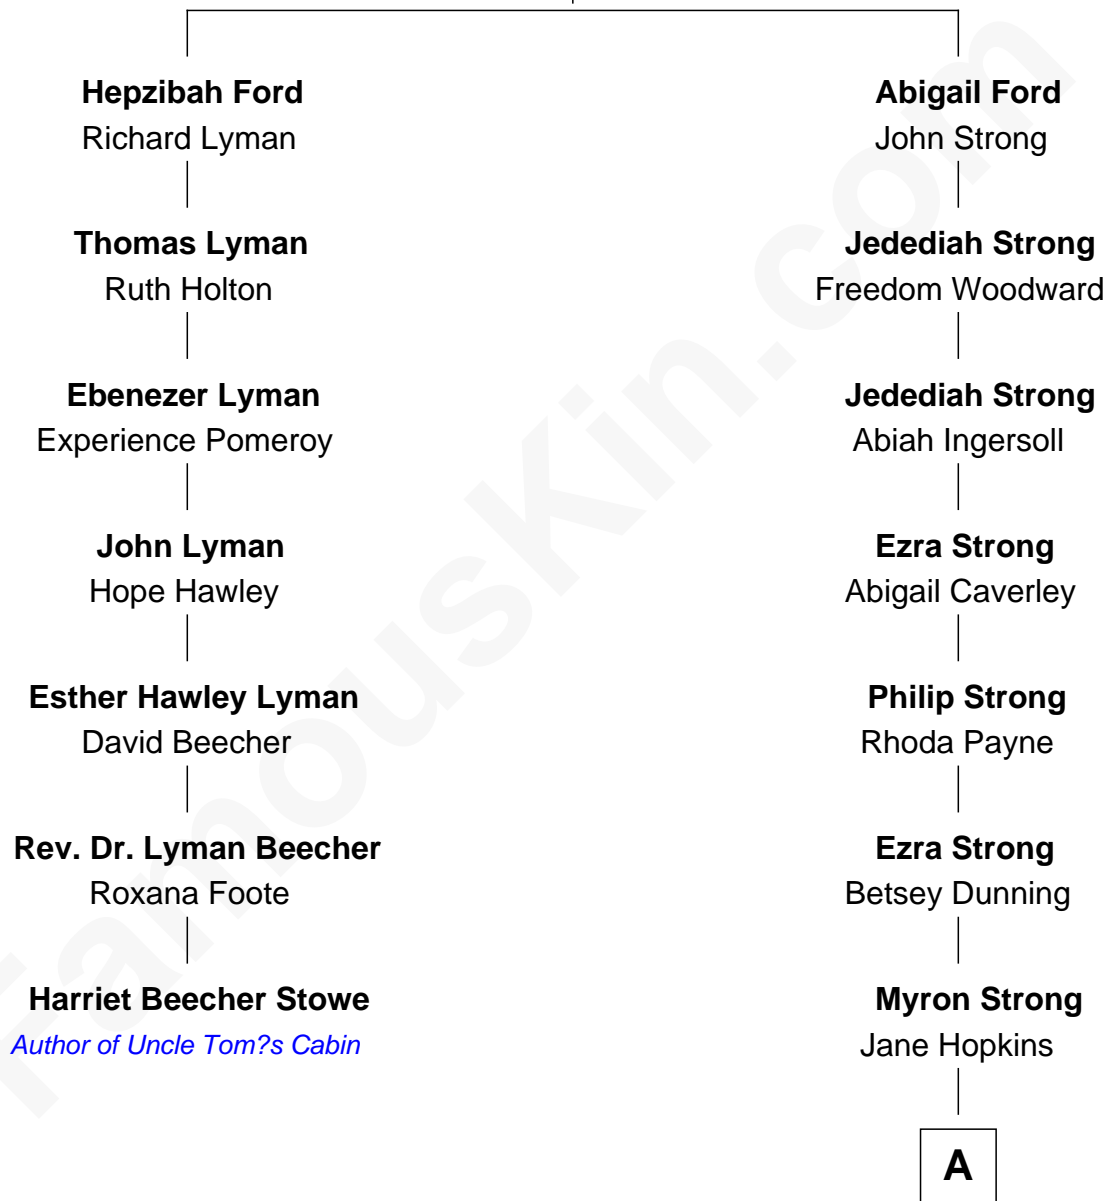 Hepzibah Ford
Richard Lyman
Abigail Ford
John Strong
Thomas Lyman
Ruth Holton
Jedediah Strong
Freedom Woodward
Ebenezer Lyman
Experience Pomeroy
Jedediah Strong
Abiah Ingersoll
John Lyman
Hope Hawley
Ezra Strong
Abigail Caverley
Esther Hawley Lyman
David Beecher
Philip Strong
Rhoda Payne
Rev. Dr. Lyman Beecher
Roxana Foote
Ezra Strong
Betsey Dunning
Harriet Beecher Stowe
Author of Uncle Tom?s Cabin
Myron Strong
Jane Hopkins
A
FamousKin.com